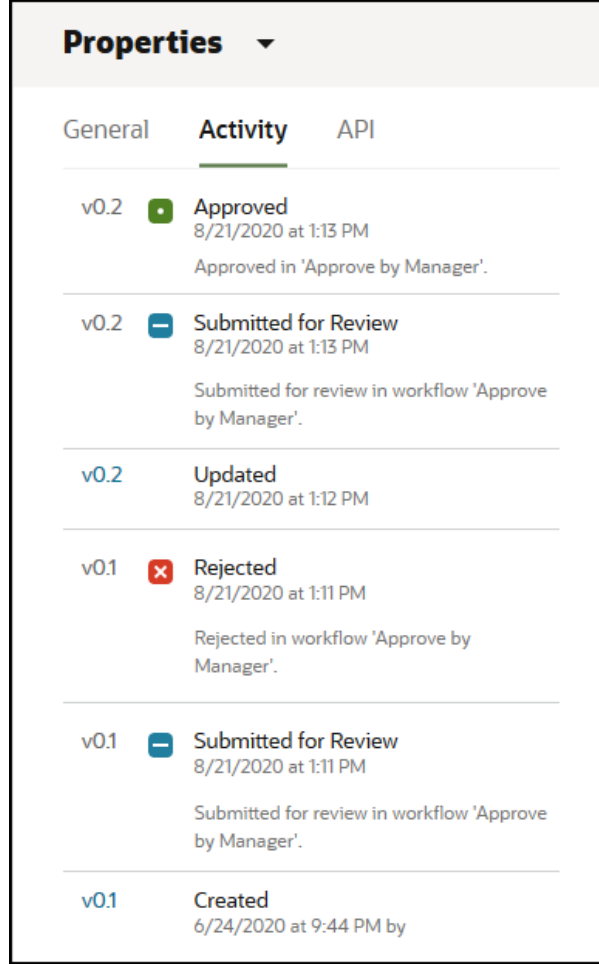 Properties
General Activity API
v0.2 Approved
8/21/2020 at 1:13 PM
Approved in 'Approve by Manager'.
v0.2 Submitted for Review
8/21/2020 at 1:13 PM
Submitted for review in workflow 'Approve
by Manager'.
v0.2 Updated
8/21/2020 at 1:12 PM
v0.1 Rejected
8/21/2020 at 1:11 PM
Rejected in workflow 'Approve by
Manager'.
v0.1 Submitted for Review
8/21/2020 at 1:11 PM
Submitted for review in workflow 'Approve
by Manager'.
v0.1 Created
6/24/2020 at 9:44 PM by